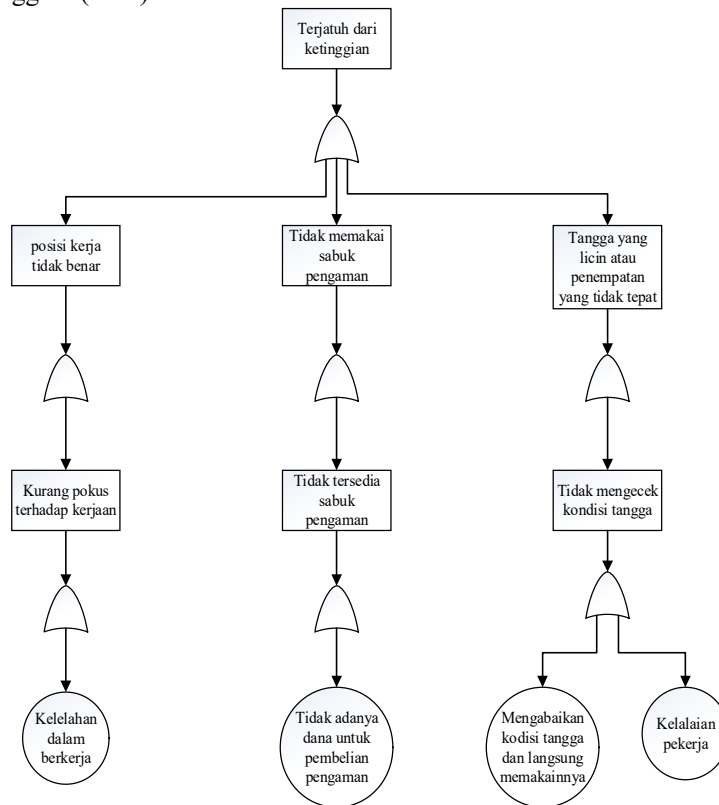 Terjatuh dari
ketinggian
posisi kerja
tidak benar
Tidak memakai
sabuk
pengaman
Tangga yang
licin atau
penempatan
yang tidak tepat
Kurang pokus
terhadap kerjaan
Tidak tersedia
sabuk
pengaman
Tidak mengecek
kondisi tangga
Kelelahan
dalam
berkerja
Tidak adanya
dana untuk
pembelian
pengaman
Mengabaikan
kodisi tangga
dan langsung
memakainnya
Kelalaian
pekerja